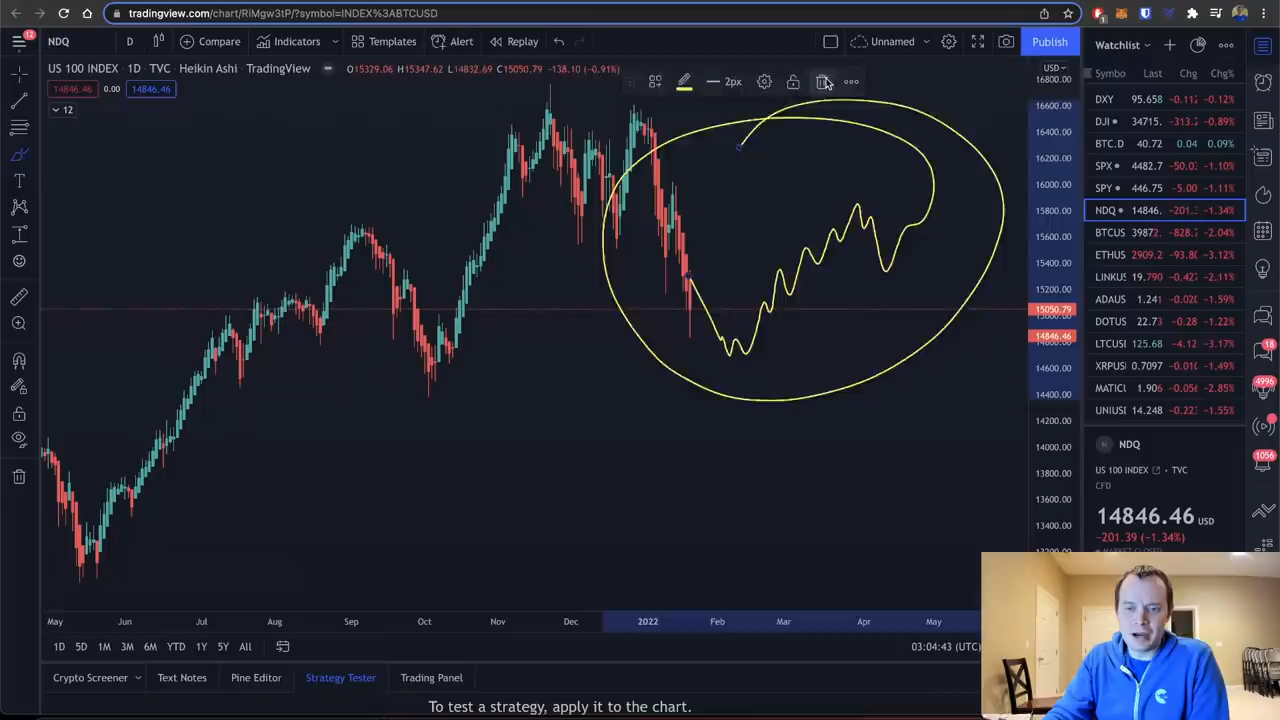 tradingview.com/chart/RiMgw3tP/?symbol=INDEX%3ABTCUSD
12
NDQ D Compare Indicators Templates Alert Replay Unnamed Publish
US 100 INDEX · 1D · TVC · Heikin Ashi · TradingView O15329.06 H15347.62 L14832.69 C15050.79 −138.10 (−0.91%)
14846.46 0.00 14846.46
12
2px
USD
16800.00
16600.00
16400.00
16200.00
16000.00
15800.00
15600.00
15400.00
15200.00
15050.79
14846.46
14600.00
14400.00
14200.00
14000.00
13800.00
13600.00
13400.00
May Jun Jul Aug Sep Oct Nov Dec 2022 Feb Mar Apr May
1D 5D 1M 3M 6M YTD 1Y 5Y All 03:04:43 (UTC)
Crypto Screener Text Notes Pine Editor Strategy Tester Trading Panel
To test a strategy, apply it to the chart.
Watchlist
Symbo Last Chg Chg%
DXY 95.658 -0.112 -0.12%
DJI 34715. -313.2 -0.89%
BTC.D 40.72 0.04 0.09%
SPX 4482.7 -50.03 -1.10%
SPY 446.75 -5.00 -1.11%
NDQ 14846. -201.3 -1.34%
BTCUS 3987.2 -828.2 -2.04%
ETHUS 2909.2 -93.80 -3.12%
LINKUS 19.790 -0.427 -2.11%
ADAUS 1.241 -0.020 -1.59%
DOTUS 22.73 -0.28 -1.22%
LTCUSI 125.68 -4.12 -3.17%
XRPUS 0.7097 -0.010 -1.49%
MATICI 1.906 -0.056 -2.85%
UNIUSI 14.248 -0.223 -1.55%
N NDQ
US 100 INDEX · TVC
CFD
14846.46 USD
−201.39 (−1.34%)
1
18
4996
1056